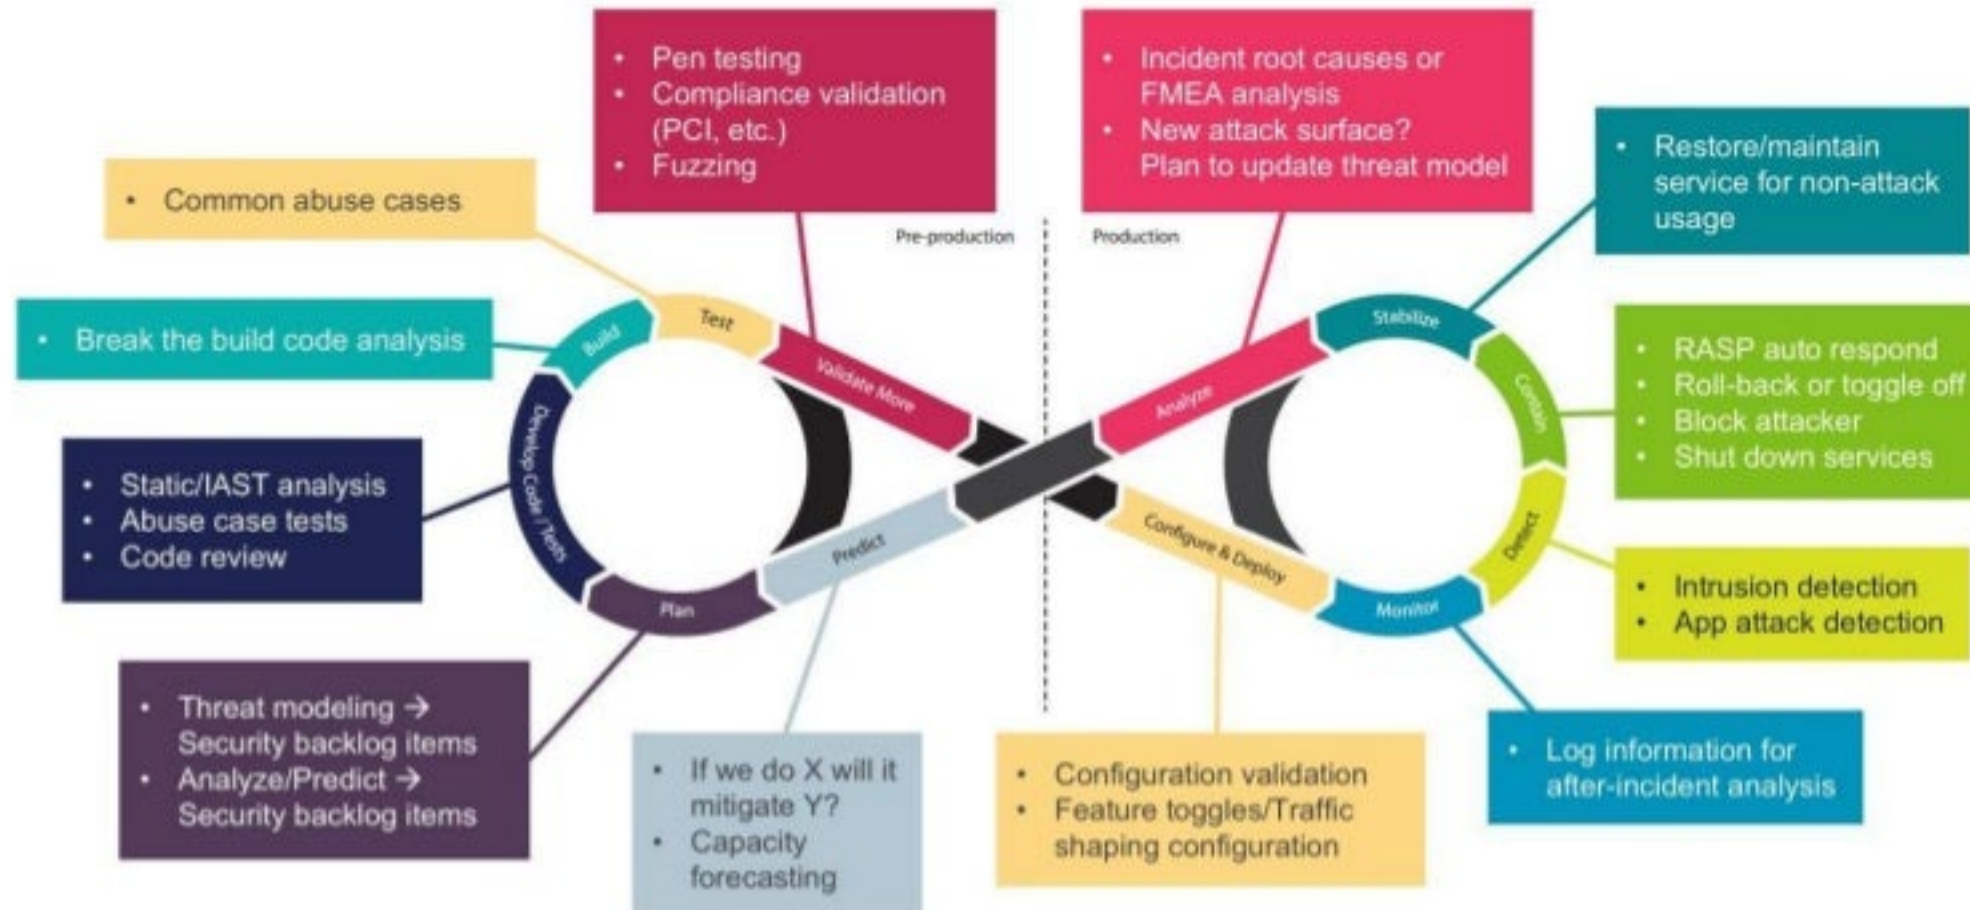 • Pen testing
• Compliance validation
(PCI, etc.)
• Fuzzing
• Incident root causes or
FMEA analysis
• New attack surface?
Plan to update threat model
• Restore/maintain
service for non-attack
usage
• Common abuse cases
Pre-production
Production
• Break the build code analysis
Build
Test
Validate More
Analyze
Stabilize
Contain
• RASP auto respond
• Roll-back or toggle off
• Block attacker
• Shut down services
• Static/IAST analysis
• Abuse case tests
• Code review
Develop Code / Tests
Plan
Predict
Configure & Deploy
Monitor
Detect
• Intrusion detection
• App attack detection
• Threat modeling →
Security backlog items
• Analyze/Predict →
Security backlog items
• If we do X will it
mitigate Y?
• Capacity
forecasting
• Configuration validation
• Feature toggles/Traffic
shaping configuration
• Log information for
after-incident analysis